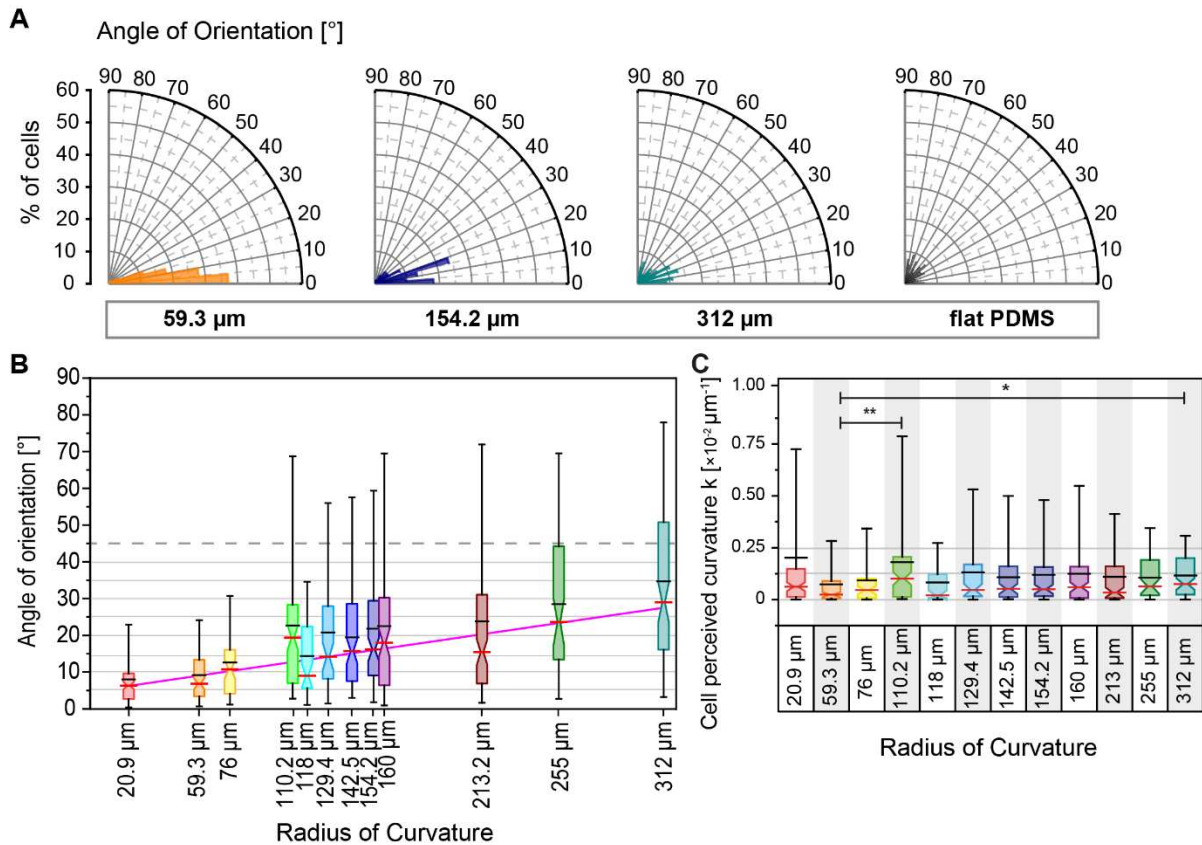 A
Angle of Orientation [°]
% of cells
60
50
40
30
20
10
0
90 80 70 60 50 40 30 20 10 0
90 80 70 60 50 40 30 20 10 0
90 80 70 60 50 40 30 20 10 0
90 80 70 60 50 40 30 20 10 0
59.3 µm 154.2 µm 312 µm flat PDMS
B
Angle of orientation [°]
90
80
70
60
50
40
30
20
10
0
20.9 µm 59.3 µm 76 µm 110.2 µm 118 µm 129.4 µm 142.5 µm 154.2 µm 160 µm 213.2 µm 255 µm 312 µm
Radius of Curvature
C
Cell perceived curvature k [×10⁻² µm⁻¹]
1.00
0.75
0.50
0.25
0
*
**
20.9 µm 59.3 µm 76 µm 110.2 µm 118 µm 129.4 µm 142.5 µm 154.2 µm 160 µm 213 µm 255 µm 312 µm
Radius of Curvature